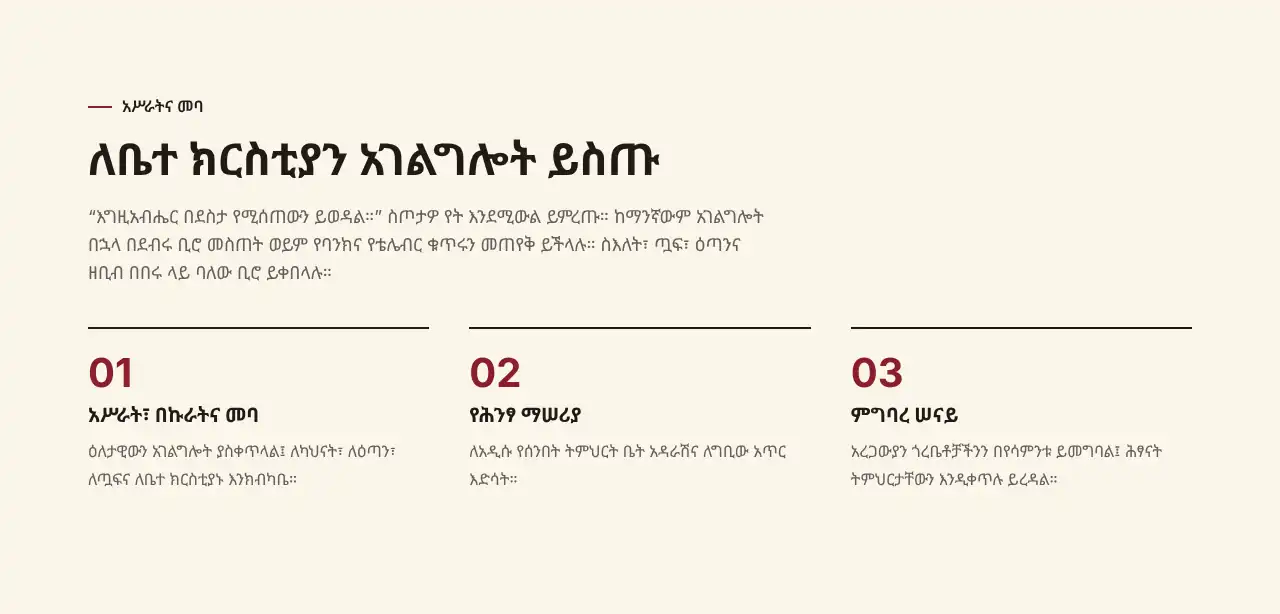 አሥራትና መባ
ለቤተ ክርስቲያን አገልግሎት ይስጡ
“እግዚአብሔር በደስታ የሚሰጠውን ይወዳል።” ስጦታዎ የት እንደሚውል ይምረጡ። ከማንኛውም አገልግሎት
በኋላ በደብሩ ቢሮ መስጠት ወይም የባንክና የቴሌብር ቁጥሩን መጠየቅ ይችላሉ። ስእለት፣ ጧፍ፣ ዕጣንና
ዘቢብ በበሩ ላይ ባለው ቢሮ ይቀበላሉ።
01
አሥራት፣ በኩራትና መባ
ዕለታዊውን አገልግሎት ያስቀጥላል፤ ለካህናት፣ ለዕጣን፣
ለጧፍና ለቤተ ክርስቲያኑ እንክብካቤ።
02
የሕንፃ ማሠሪያ
ለአዲሱ የሰንበት ትምህርት ቤት አዳራሽና ለግቢው አጥር
እድሳት።
03
ምግባረ ሠናይ
አረጋውያን ጎረቤቶቻችንን በየሳምንቱ ይመግባል፤ ሕፃናት
ትምህርታቸውን እንዲቀጥሉ ይረዳል።